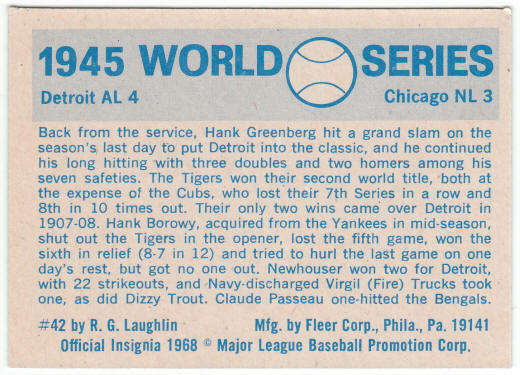 1945 WORLD SERIES
Detroit AL 4 Chicago NL 3
Back from the service, Hank Greenberg hit a grand slam on the
season's last day to put Detroit into the classic, and he continued
his long hitting with three doubles and two homers among his
seven safeties. The Tigers won their second world title, both at
the expense of the Cubs, who lost their 7th Series in a row and
8th in 10 times out. Their only two wins came over Detroit in
1907-08. Hank Borowy, acquired from the Yankees in mid-season,
shut out the Tigers in the opener, lost the fifth game, won the
sixth in relief (8-7 in 12) and tried to hurl the last game on one
day's rest, but got no one out. Newhouser won two for Detroit,
with 22 strikeouts, and Navy-discharged Virgil (Fire) Trucks took
one, as did Dizzy Trout. Claude Passeau one-hitted the Bengals.
#42 by R. G. Laughlin Mfg. by Fleer Corp., Phila., Pa. 19141
Official Insignia 1968 © Major League Baseball Promotion Corp.